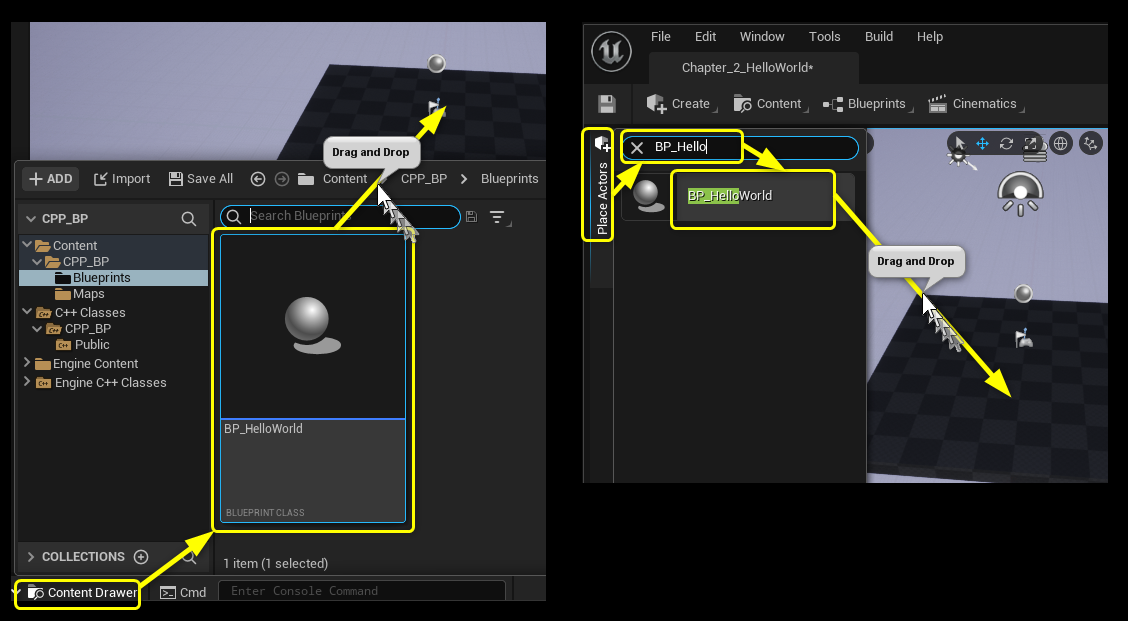 Drag and Drop
ADD
Import
Save All
Content
CPP_BP
Blueprints
CPP_BP
Search Blueprint
Content
CPP_BP
Blueprints
Maps
C++ Classes
CPP_BP
Public
Engine Content
Engine C++ Classes
BP_HelloWorld
BLUEPRINT CLASS
COLLECTIONS
1 item (1 selected)
Content Drawer
Cmd
Enter Console Command
File Edit Window Tools Build Help
Chapter_2_HelloWorld*
Create
Content
Blueprints
Cinematics
Place Actors
BP_Hello
BP_HelloWorld
Drag and Drop